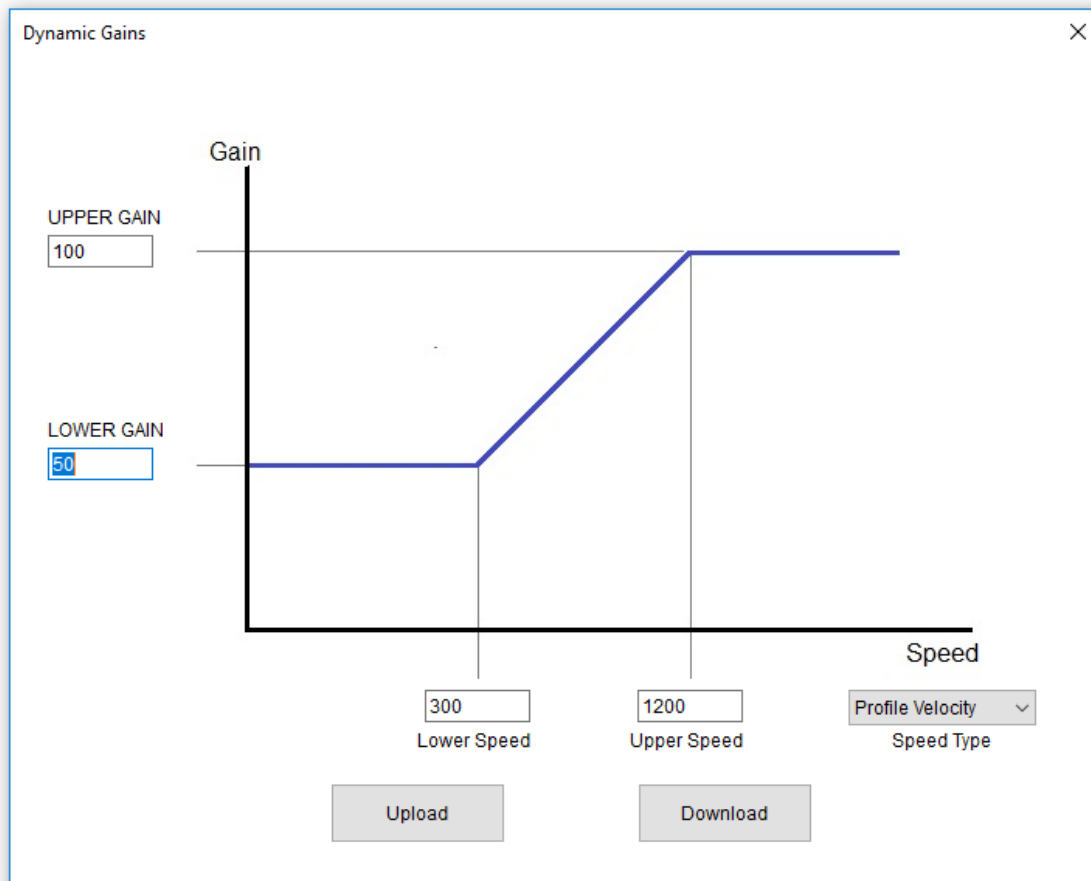 Dynamic Gains
Gain
UPPER GAIN
100
LOWER GAIN
50
Speed
300
1200
Profile Velocity
Lower Speed
Upper Speed
Speed Type
Upload
Download